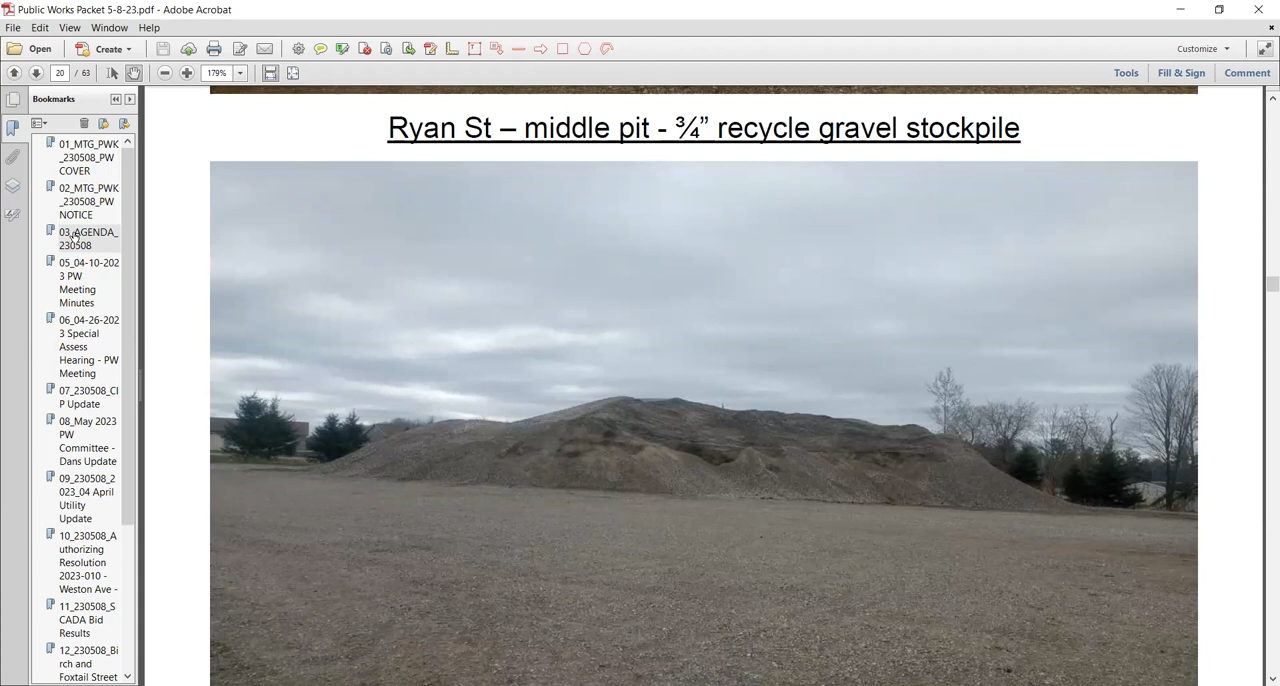 Public Works Packet 5-8-23.pdf - Adobe Acrobat
File Edit View Window Help
Open Create Customize
20 / 63 179% Tools Fill & Sign Comment
Bookmarks
01_MTG_PWK
_230508_PW
COVER
02_MTG_PWK
_230508_PW
NOTICE
03_AGENDA_
230508
05_04-10-202
3 PW
Meeting
Minutes
06_04-26-202
3 Special
Assess
Hearing - PW
Meeting
07_230508_CI
P Update
08_May 2023
PW
Committee -
Dans Update
09_230508_2
023_04 April
Utility
Update
10_230508_A
uthorizing
Resolution
2023-010 -
Weston Ave -
11_230508_S
CADA Bid
Results
12_230508_Bi
rch and
Foxtail Street
Ryan St – middle pit - ¾” recycle gravel stockpile